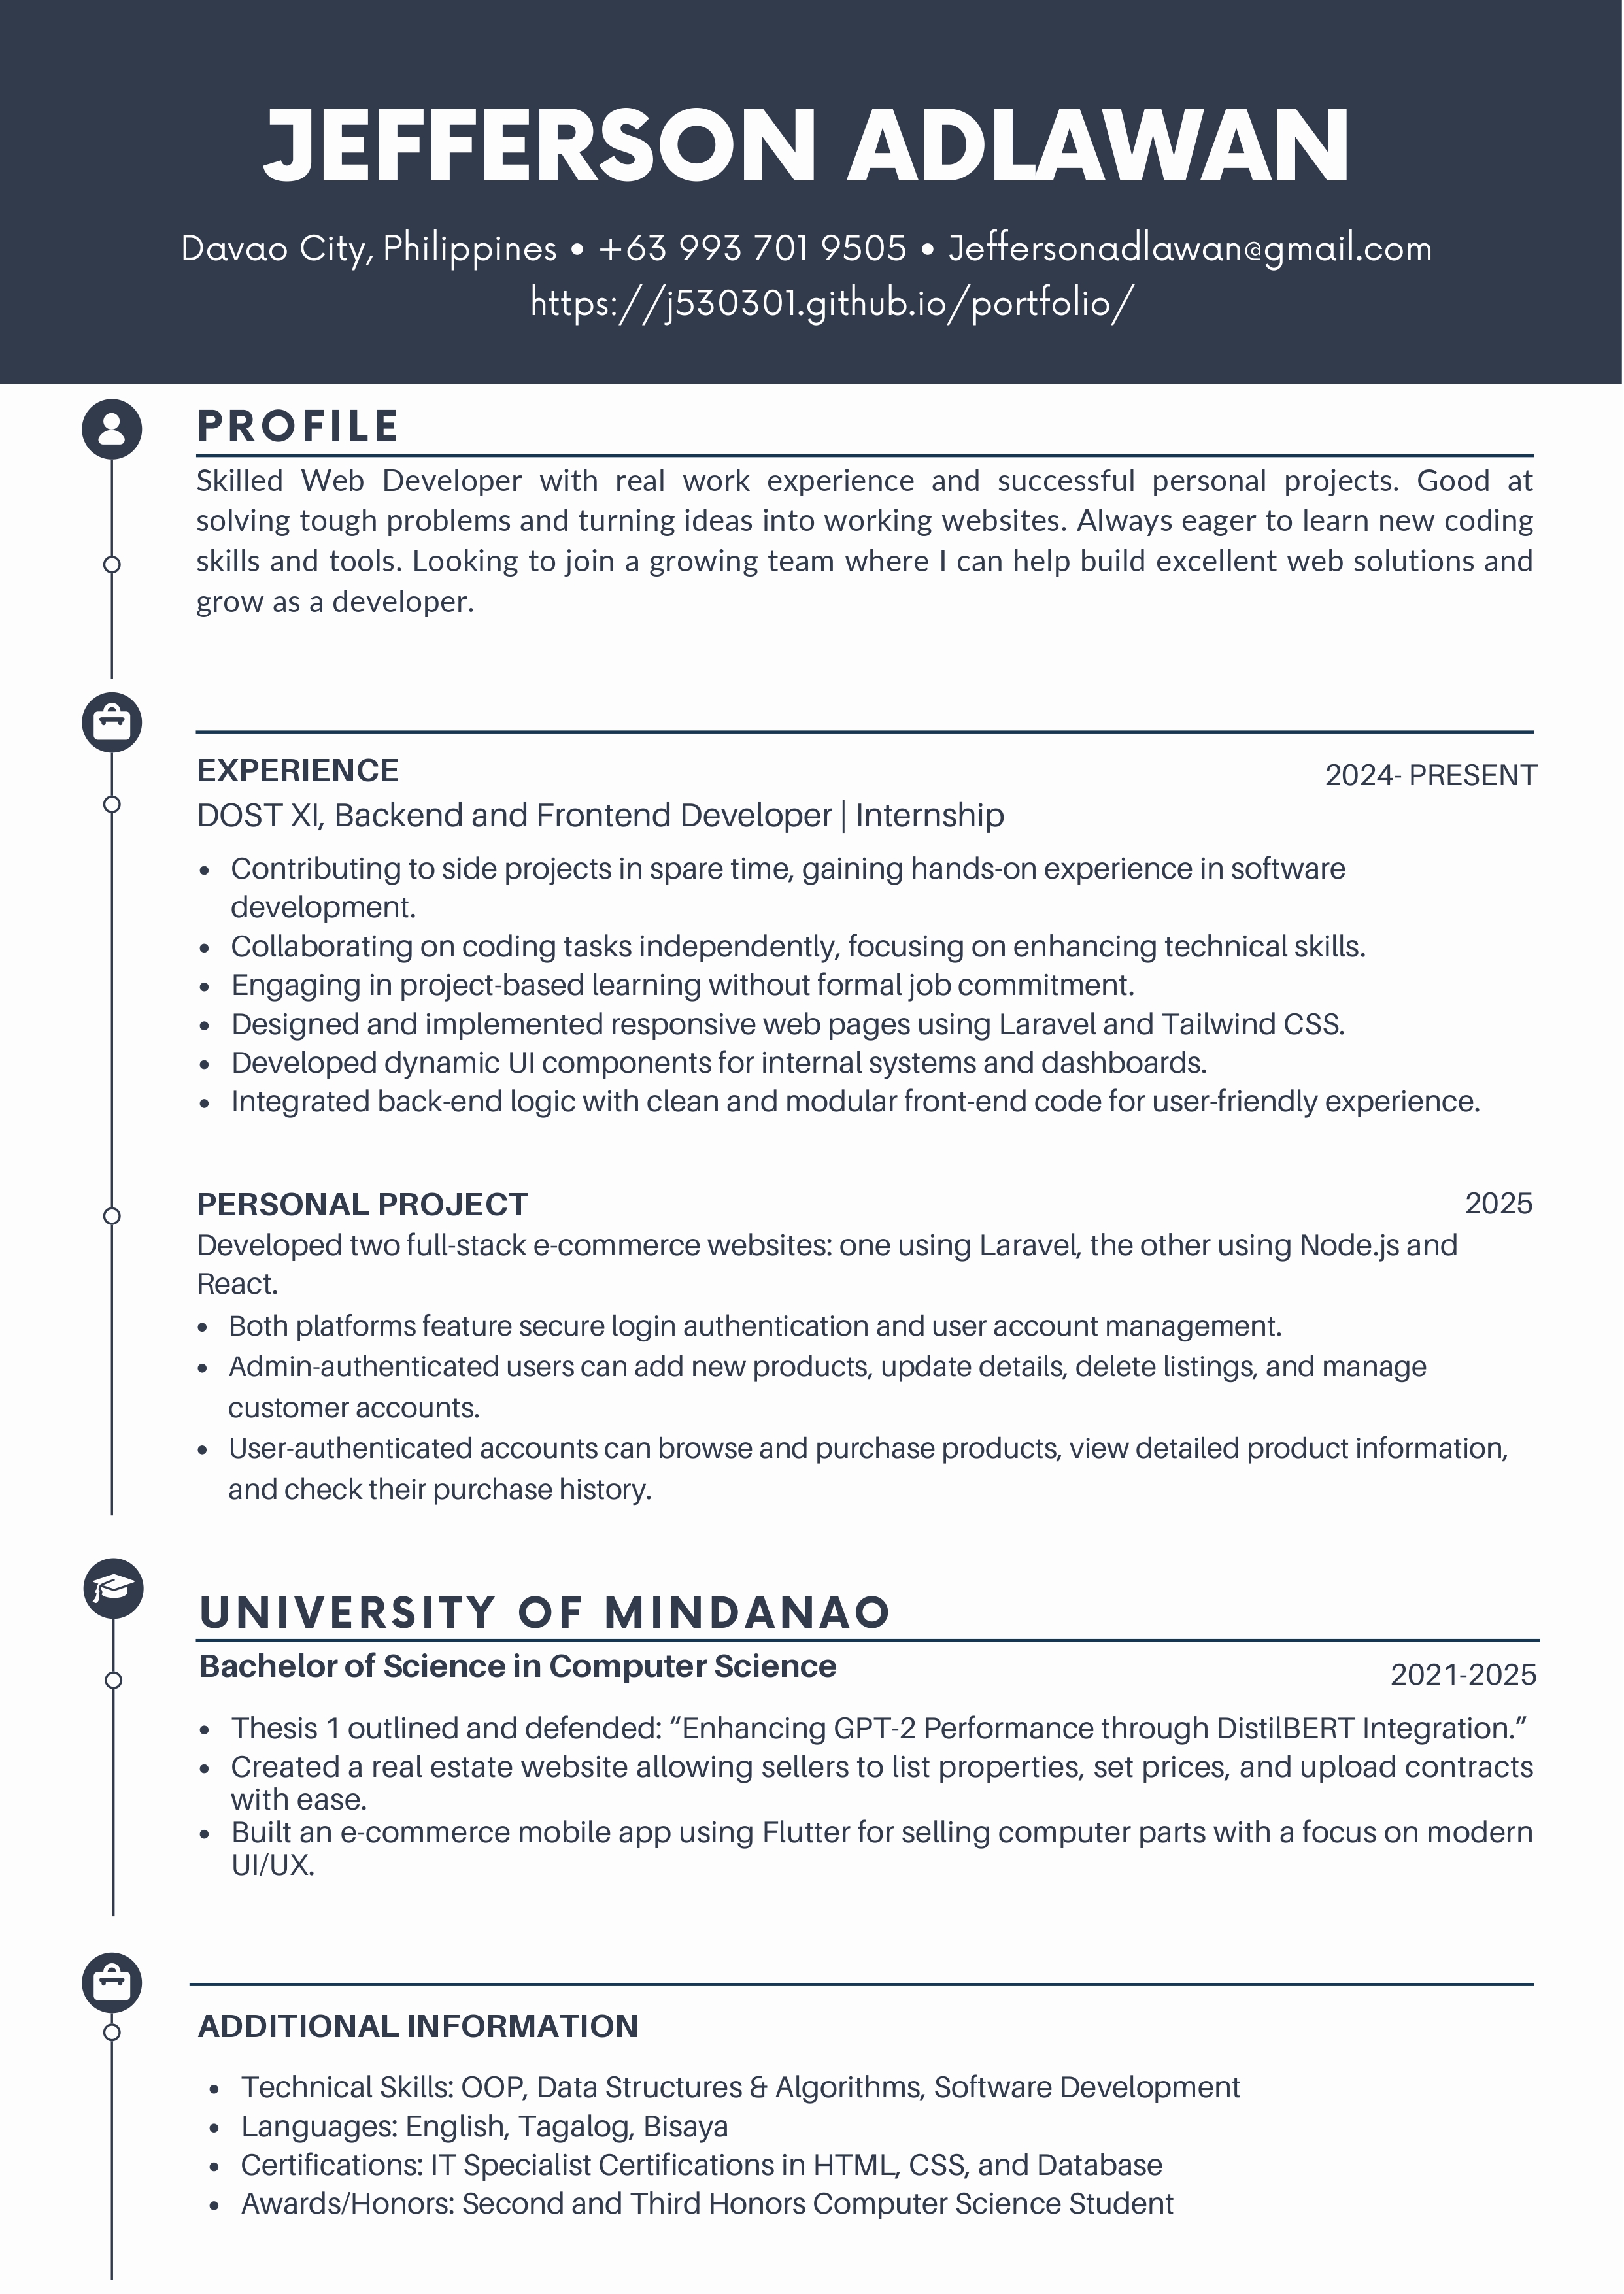 JEFFERSON ADLAWAN
Davao City, Philippines • +63 993 701 9505 • Jeffersonadlawan@gmail.com
https://j530301.github.io/portfolio/
PROFILE
Skilled Web Developer with real work experience and successful personal projects. Good at
solving tough problems and turning ideas into working websites. Always eager to learn new coding
skills and tools. Looking to join a growing team where I can help build excellent web solutions and
grow as a developer.
EXPERIENCE 2024- PRESENT
DOST XI, Backend and Frontend Developer | Internship
• Contributing to side projects in spare time, gaining hands-on experience in software
development.
• Collaborating on coding tasks independently, focusing on enhancing technical skills.
• Engaging in project-based learning without formal job commitment.
• Designed and implemented responsive web pages using Laravel and Tailwind CSS.
• Developed dynamic UI components for internal systems and dashboards.
• Integrated back-end logic with clean and modular front-end code for user-friendly experience.
PERSONAL PROJECT 2025
Developed two full-stack e-commerce websites: one using Laravel, the other using Node.js and
React.
• Both platforms feature secure login authentication and user account management.
• Admin-authenticated users can add new products, update details, delete listings, and manage
customer accounts.
• User-authenticated accounts can browse and purchase products, view detailed product information,
and check their purchase history.
UNIVERSITY OF MINDANAO
Bachelor of Science in Computer Science 2021-2025
• Thesis 1 outlined and defended: “Enhancing GPT-2 Performance through DistilBERT Integration.”
• Created a real estate website allowing sellers to list properties, set prices, and upload contracts
with ease.
• Built an e-commerce mobile app using Flutter for selling computer parts with a focus on modern
UI/UX.
ADDITIONAL INFORMATION
• Technical Skills: OOP, Data Structures & Algorithms, Software Development
• Languages: English, Tagalog, Bisaya
• Certifications: IT Specialist Certifications in HTML, CSS, and Database
• Awards/Honors: Second and Third Honors Computer Science Student